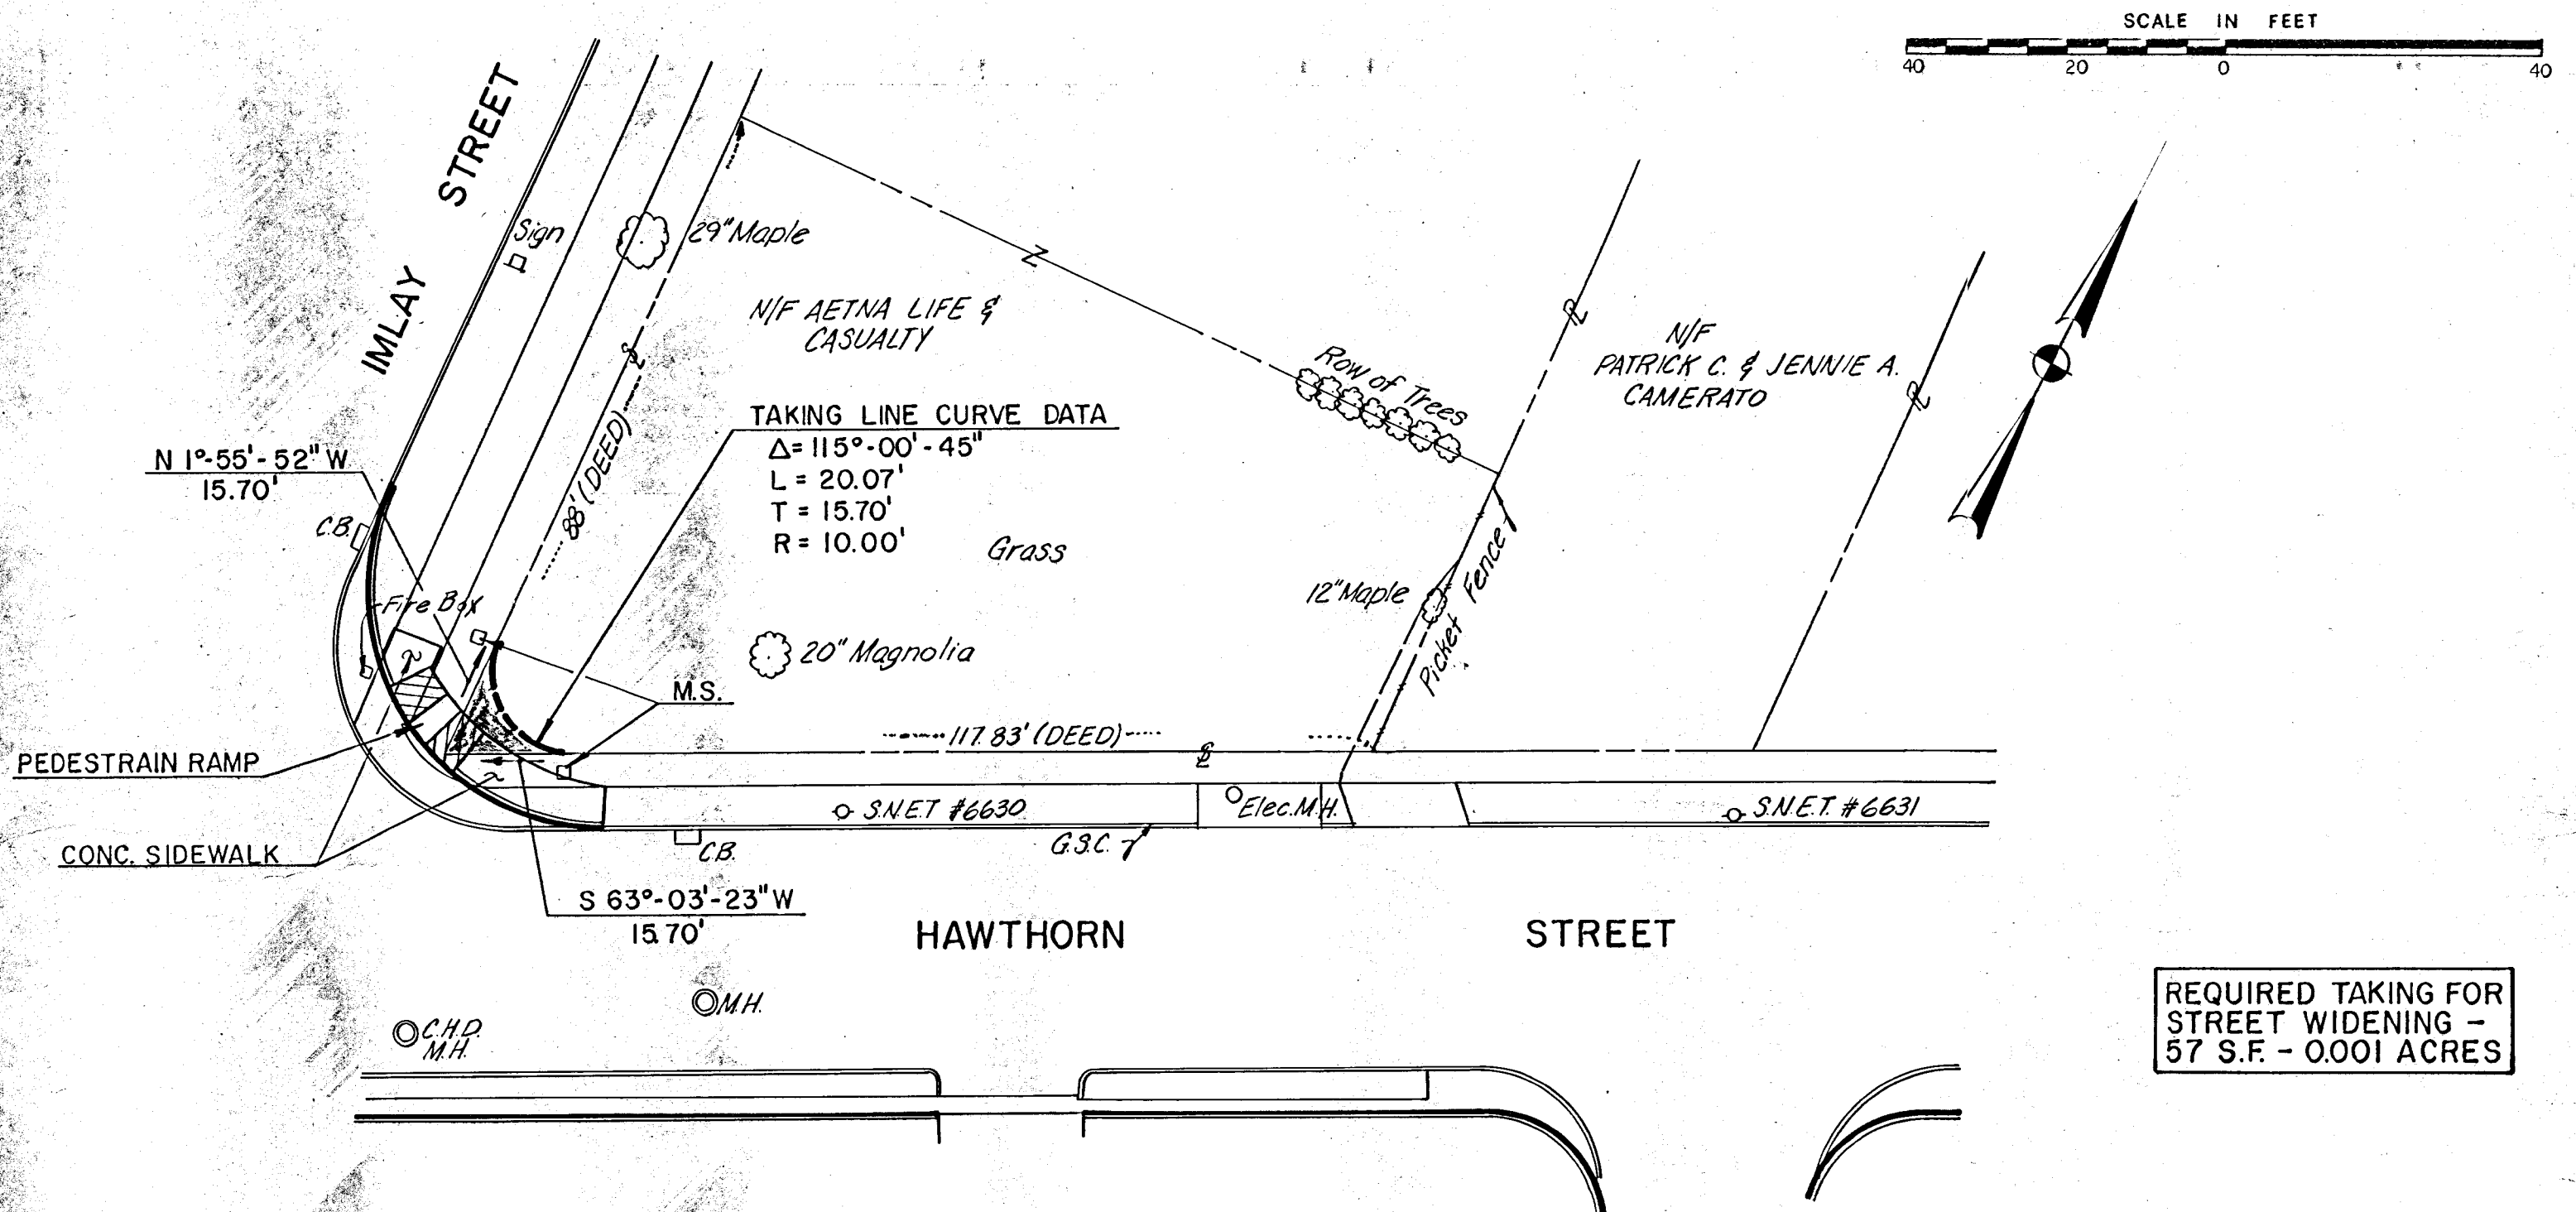 SCALE IN FEET
40 20 0 40
IMLAY STREET
Sign
29" Maple
N/F AETNA LIFE &
CASUALTY
Row of Trees
N/F
PATRICK C. & JENNIE A.
CAMERATO
TAKING LINE CURVE DATA
Δ= 115°-00'-45"
L = 20.07'
T = 15.70'
R = 10.00'
88' (DEED)
N 1°-55'-52" W
15.70'
C.B.
Grass
Fire Box
12" Maple
Picket Fence
20" Magnolia
M.S.
117.83' (DEED)
PEDESTRAIN RAMP
S.N.E.T. #6630
Elec. M.H.
S.N.E.T. #6631
CONC. SIDEWALK
C.B.
G.S.C.
S 63°-03'-23" W
15.70'
HAWTHORN STREET
M.H.
C.H.D.
M.H.
REQUIRED TAKING FOR
STREET WIDENING -
57 S.F. - 0.001 ACRES